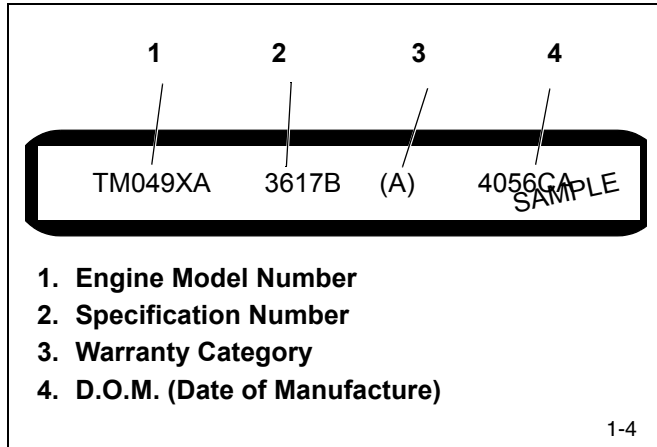 1 2 3 4
TM049XA 3617B (A) 4056CA
SAMPLE
1. Engine Model Number
2. Specification Number
3. Warranty Category
4. D.O.M. (Date of Manufacture)
1-4